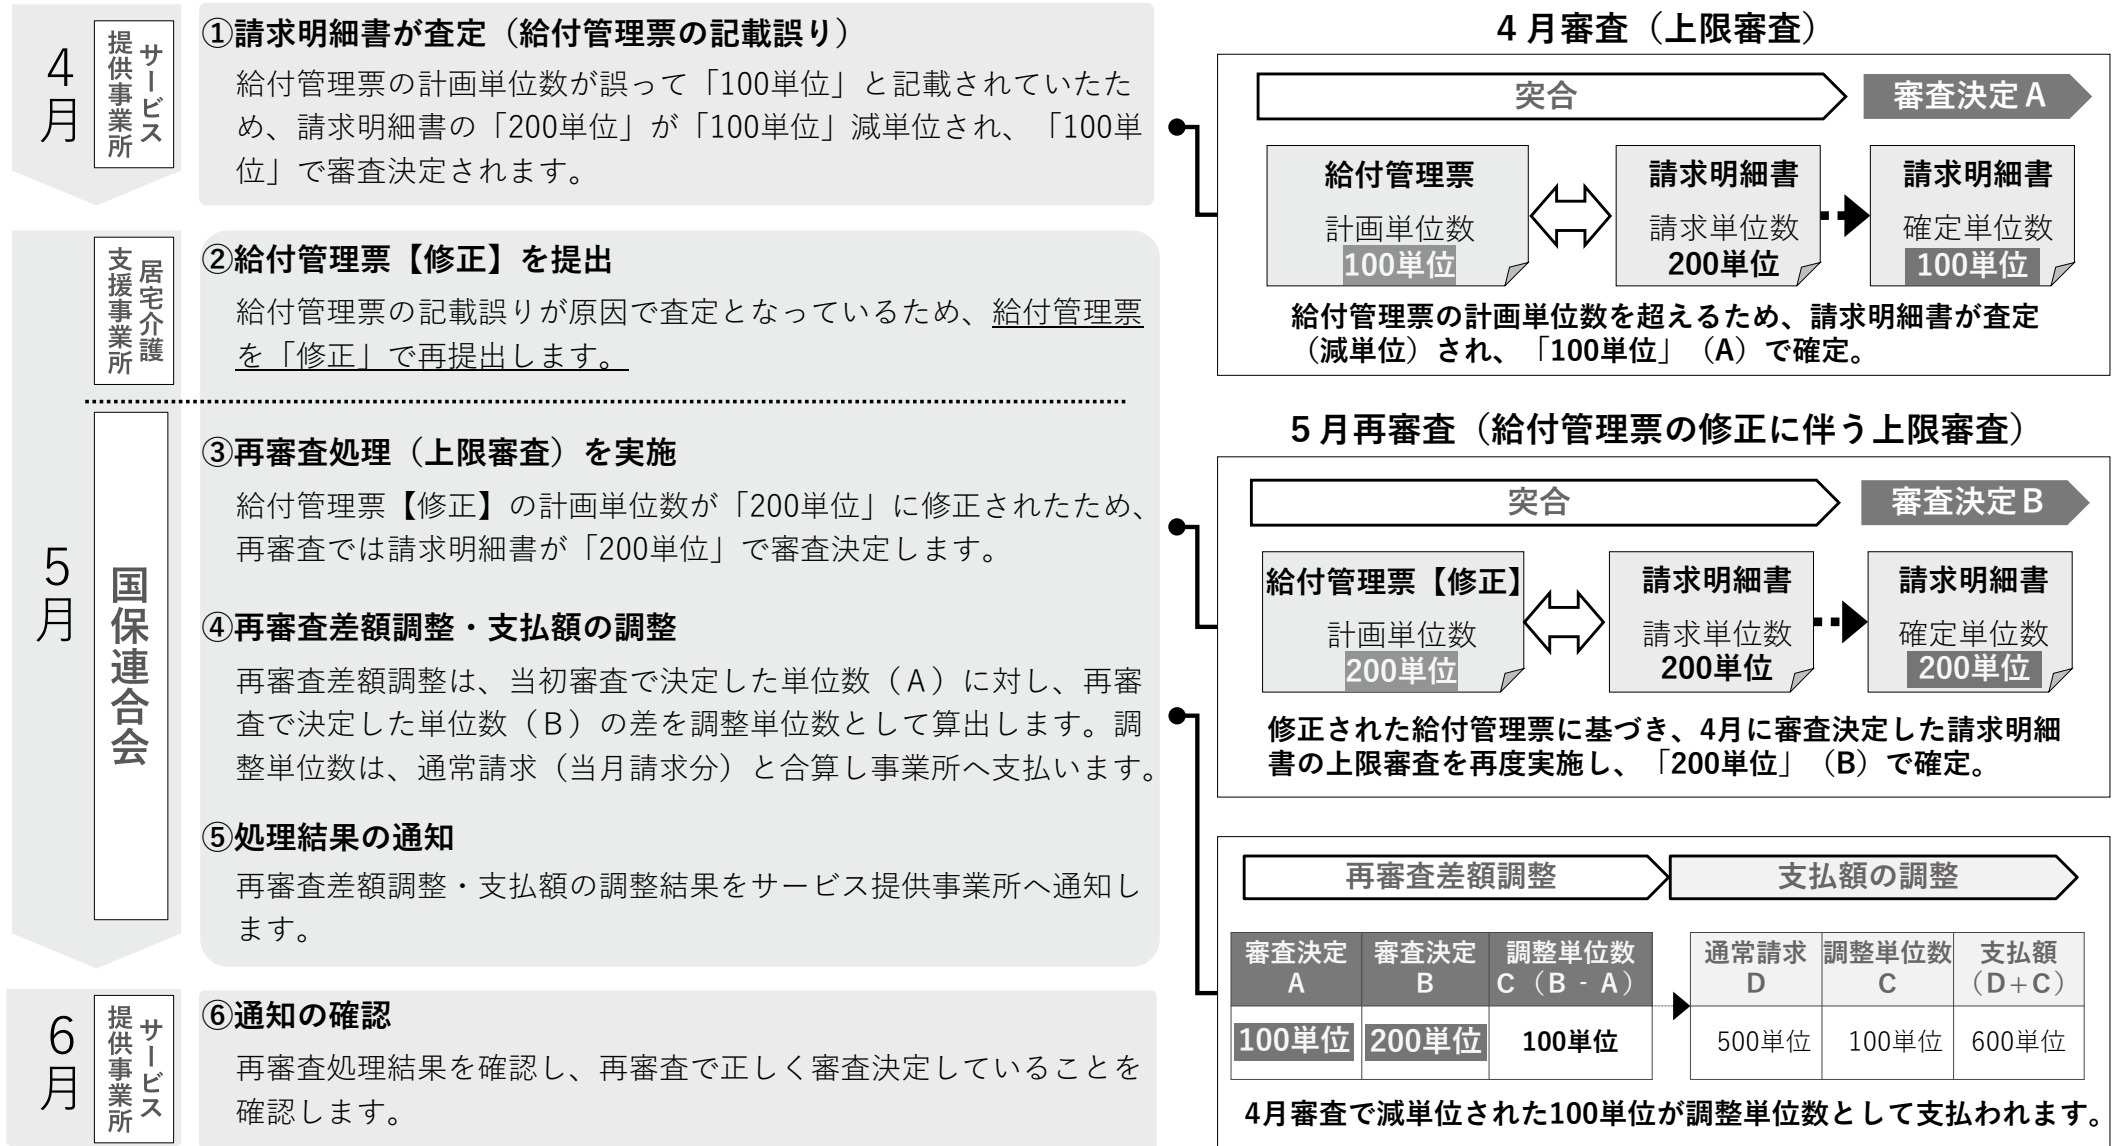 4月
サービス
提供事業所
①請求明細書が査定（給付管理票の記載誤り）
給付管理票の計画単位数が誤って「100単位」と記載されていたた
め、請求明細書の「200単位」が「100単位」減単位され、「100単
位」で審査決定されます。
5月
居宅介護
支援事業所
②給付管理票【修正】を提出
給付管理票の記載誤りが原因で査定となっているため、給付管理票
を「修正」で再提出します。
国保連合会
③再審査処理（上限審査）を実施
給付管理票【修正】の計画単位数が「200単位」に修正されたため、
再審査では請求明細書が「200単位」で審査決定します。
④再審査差額調整・支払額の調整
再審査差額調整は、当初審査で決定した単位数（Ａ）に対し、再審
査で決定した単位数（Ｂ）の差を調整単位数として算出します。調
整単位数は、通常請求（当月請求分）と合算し事業所へ支払います。
⑤処理結果の通知
再審査差額調整・支払額の調整結果をサービス提供事業所へ通知し
ます。
6月
サービス
提供事業所
⑥通知の確認
再審査処理結果を確認し、再審査で正しく審査決定していることを
確認します。
４月審査（上限審査）
突合
審査決定Ａ
給付管理票
計画単位数
100単位
請求明細書
請求単位数
200単位
請求明細書
確定単位数
100単位
給付管理票の計画単位数を超えるため、請求明細書が査定
（減単位）され、「100単位」（A）で確定。
５月再審査（給付管理票の修正に伴う上限審査）
突合
審査決定Ｂ
給付管理票【修正】
計画単位数
200単位
請求明細書
請求単位数
200単位
請求明細書
確定単位数
200単位
修正された給付管理票に基づき、4月に審査決定した請求明細
書の上限審査を再度実施し、「200単位」（B）で確定。
再審査差額調整
支払額の調整
審査決定 A
審査決定 B
調整単位数 C（B - A）
通常請求 D
調整単位数 C
支払額（D+C）
100単位
200単位
100単位
500単位
100単位
600単位
4月審査で減単位された100単位が調整単位数として支払われます。